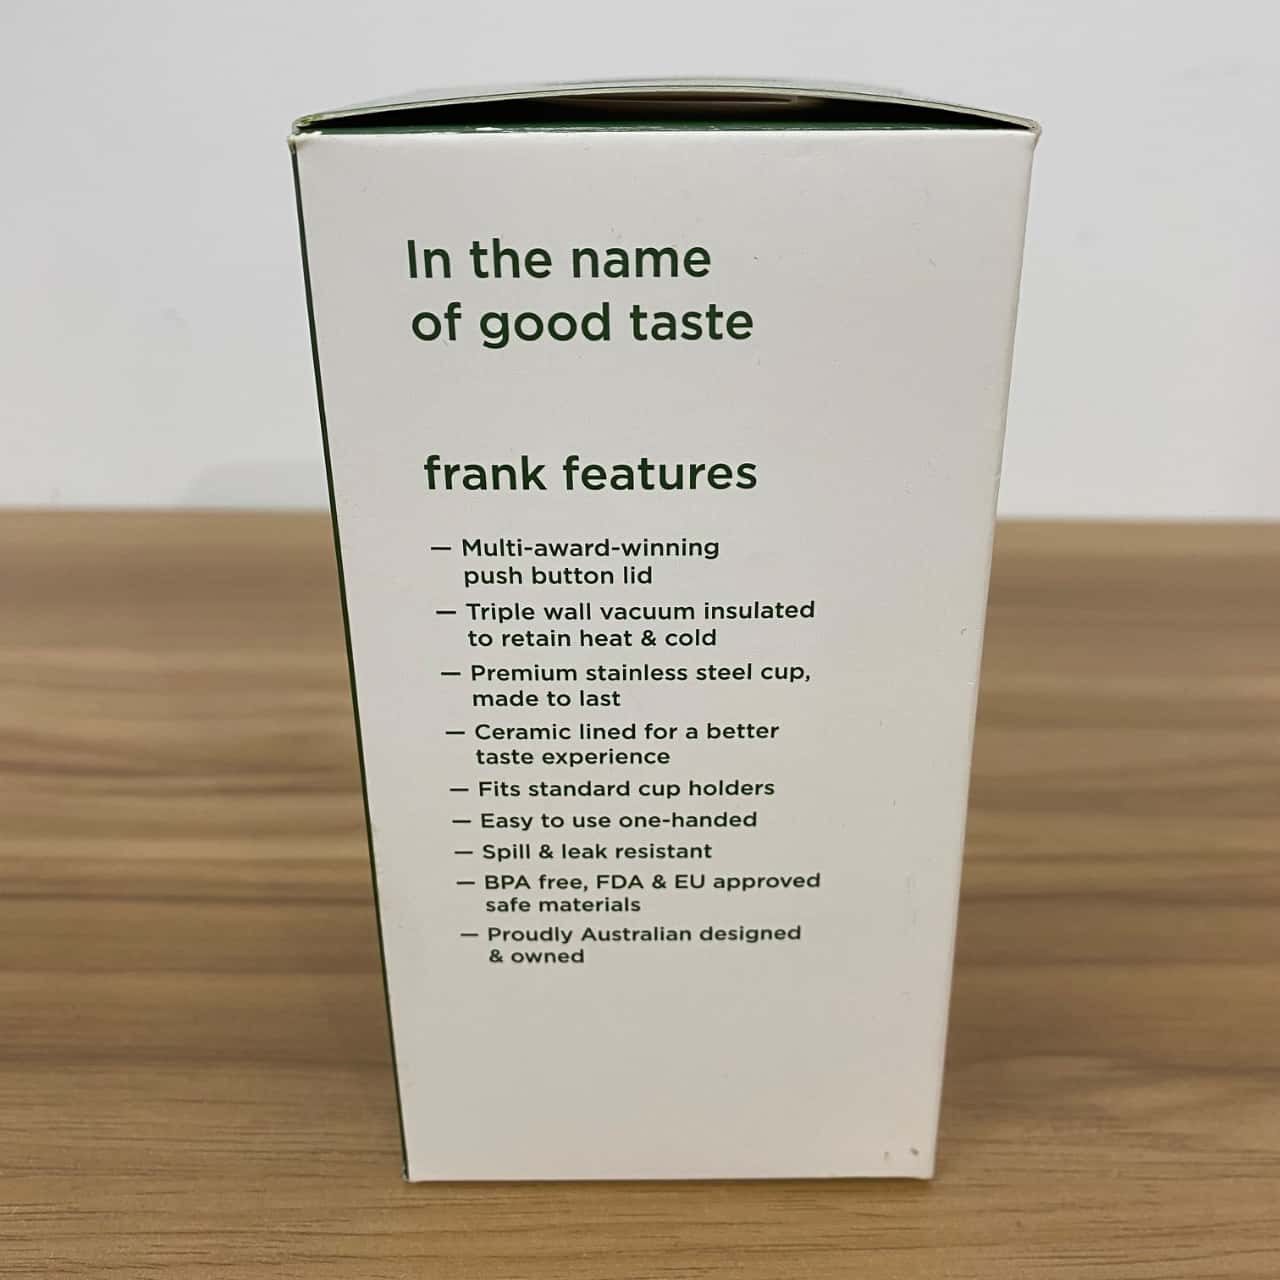 In the name
of good taste
frank features
— Multi-award-winning
push button lid
— Triple wall vacuum insulated
to retain heat & cold
— Premium stainless steel cup,
made to last
— Ceramic lined for a better
taste experience
— Fits standard cup holders
— Easy to use one-handed
— Spill & leak resistant
— BPA free, FDA & EU approved
safe materials
— Proudly Australian designed
& owned